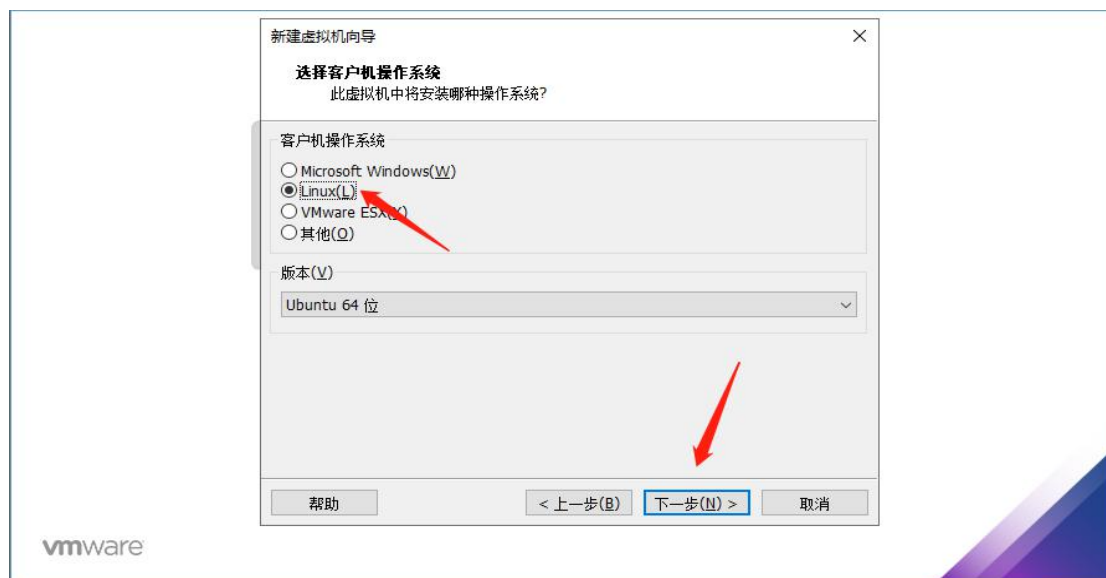 新建虚拟机向导
选择客户机操作系统
此虚拟机中将安装哪种操作系统?
客户机操作系统
Microsoft Windows(W)
Linux(L)
VMware ESX(X)
其他(O)
版本(V)
Ubuntu 64 位
帮助
< 上一步(B)
下一步(N) >
取消
vmware